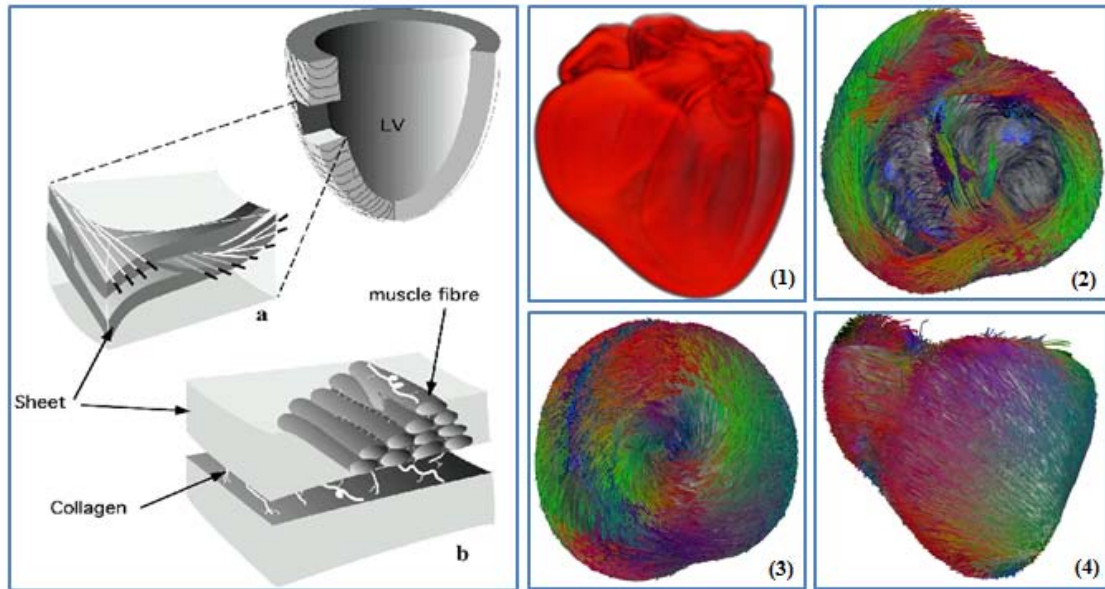 LV
a
muscle fibre
Sheet
Collagen
b
(1)
(2)
(3)
(4)